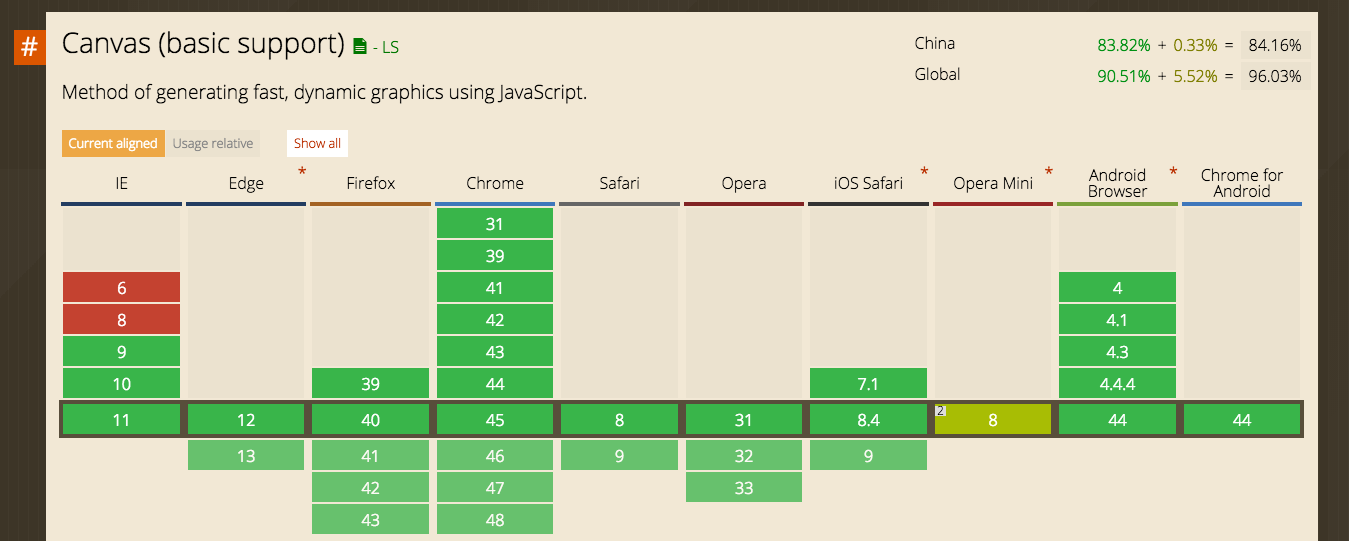 #
Canvas (basic support) - LS
China 83.82% + 0.33% = 84.16%
Global 90.51% + 5.52% = 96.03%
Method of generating fast, dynamic graphics using JavaScript.
Current aligned Usage relative Show all
IE Edge * Firefox Chrome Safari Opera iOS Safari * Opera Mini * Android Browser * Chrome for Android
31
39
6 41 4
8 42 4.1
9 43 4.3
10 39 44 7.1 4.4.4
11 12 40 45 8 31 8.4 2 8 44 44
13 41 46 9 32 9
42 47 33
43 48